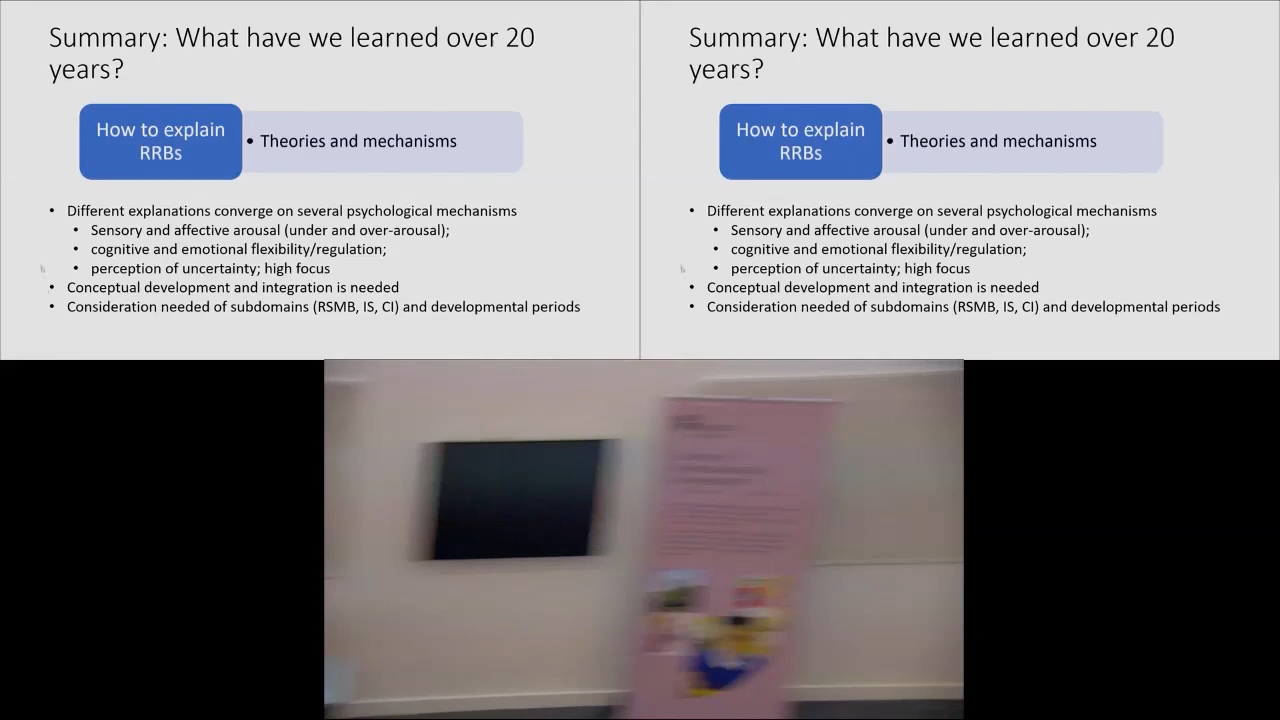 Summary: What have we learned over 20
years?
How to explain
RRBs
• Theories and mechanisms
• Different explanations converge on several psychological mechanisms
• Sensory and affective arousal (under and over-arousal);
• cognitive and emotional flexibility/regulation;
• perception of uncertainty; high focus
• Conceptual development and integration is needed
• Consideration needed of subdomains (RSMB, IS, CI) and developmental periods
Summary: What have we learned over 20
years?
How to explain
RRBs
• Theories and mechanisms
• Different explanations converge on several psychological mechanisms
• Sensory and affective arousal (under and over-arousal);
• cognitive and emotional flexibility/regulation;
• perception of uncertainty; high focus
• Conceptual development and integration is needed
• Consideration needed of subdomains (RSMB, IS, CI) and developmental periods